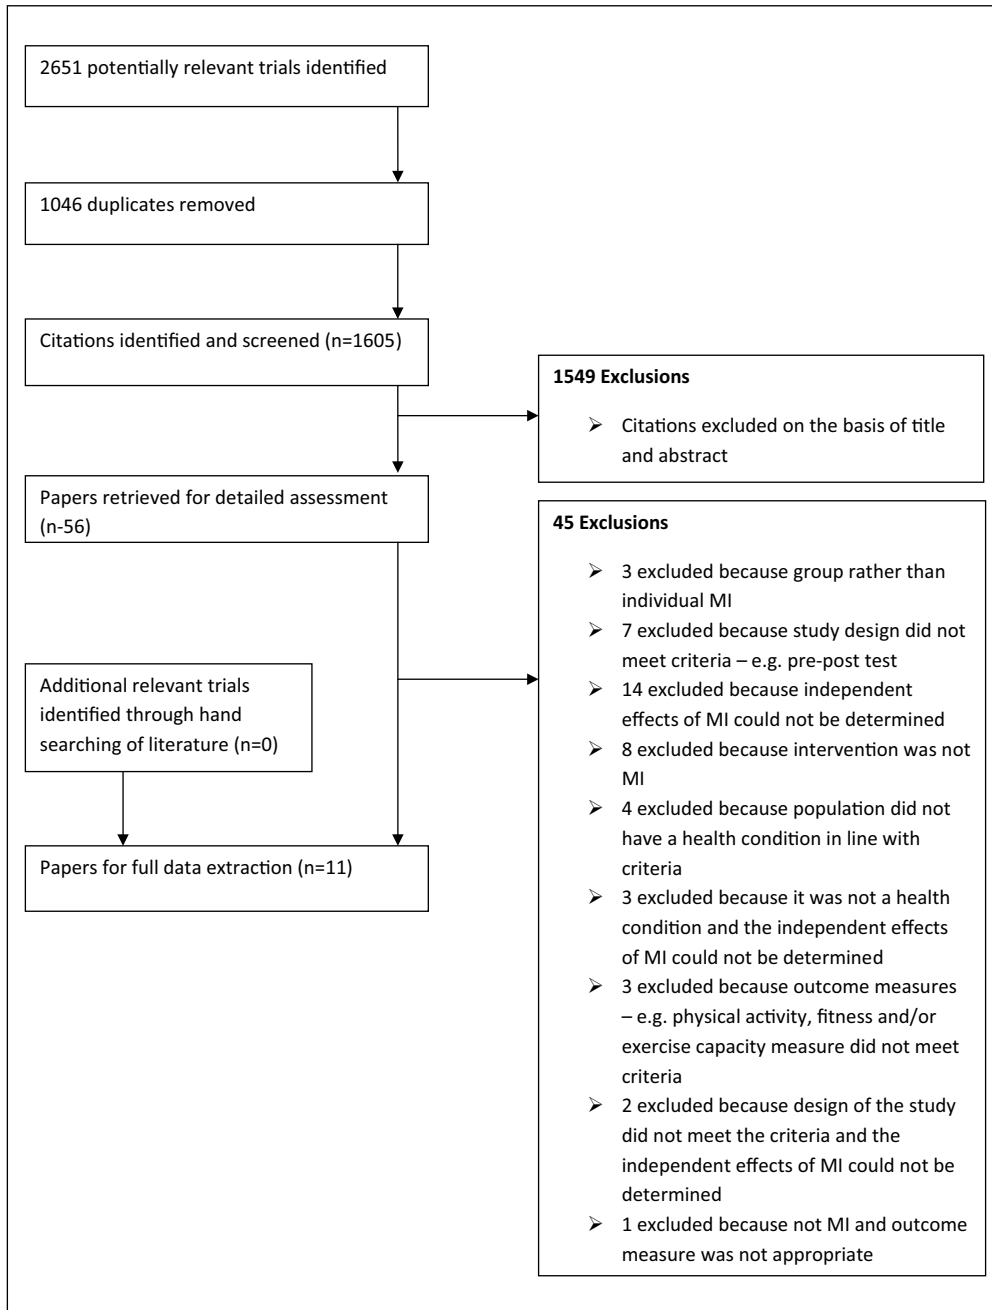 2651 potentially relevant trials identified
1046 duplicates removed
Citations identified and screened (n=1605)
1549 Exclusions
➢ Citations excluded on the basis of title
and abstract
Papers retrieved for detailed assessment
(n-56)
45 Exclusions
➢ 3 excluded because group rather than
individual MI
➢ 7 excluded because study design did not
meet criteria – e.g. pre-post test
➢ 14 excluded because independent
effects of MI could not be determined
➢ 8 excluded because intervention was not
MI
➢ 4 excluded because population did not
have a health condition in line with
criteria
➢ 3 excluded because it was not a health
condition and the independent effects
of MI could not be determined
➢ 3 excluded because outcome measures
– e.g. physical activity, fitness and/or
exercise capacity measure did not meet
criteria
➢ 2 excluded because design of the study
did not meet the criteria and the
independent effects of MI could not be
determined
➢ 1 excluded because not MI and outcome
measure was not appropriate
Additional relevant trials
identified through hand
searching of literature (n=0)
Papers for full data extraction (n=11)